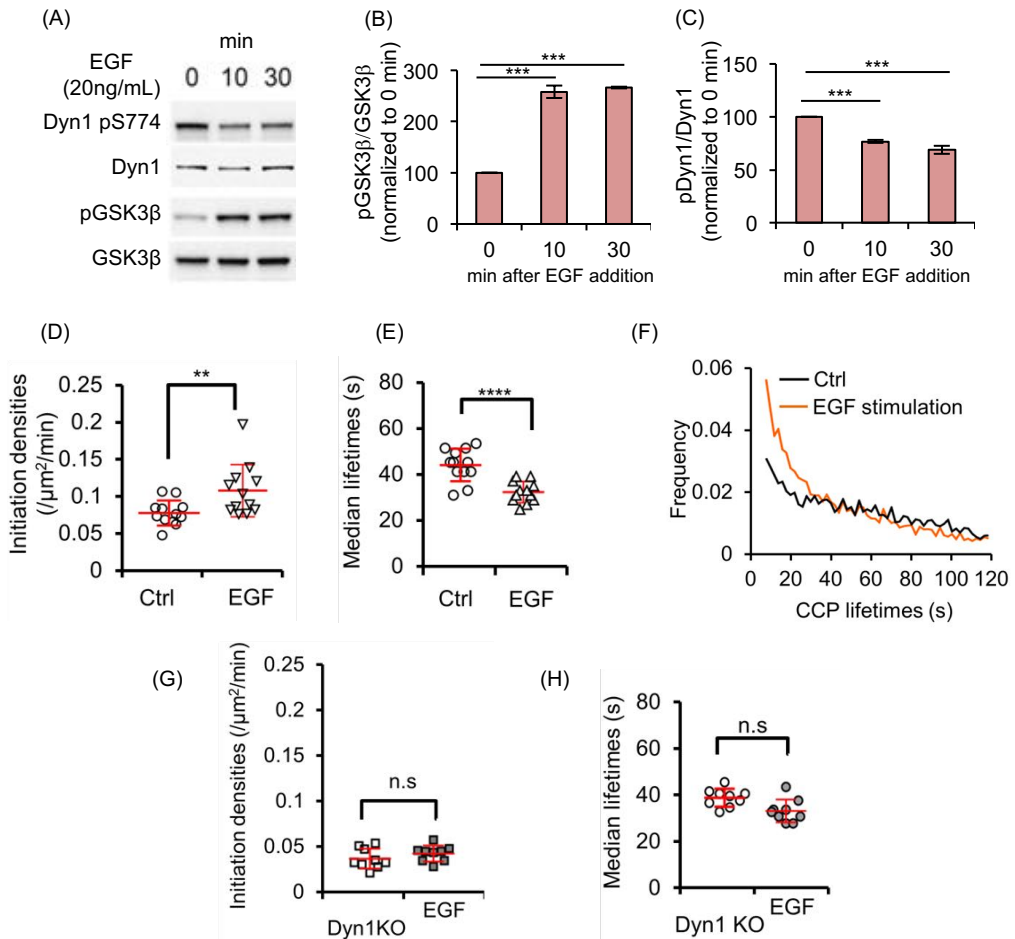 (A)
min
EGF
(20ng/mL)
0 10 30
Dyn1 pS774
Dyn1
pGSK3β
GSK3β
(B)
pGSK3β/GSK3β
(normalized to 0 min)
300
200
100
0
***
***
0 10 30
min after EGF addition
(C)
pDyn1/Dyn1
(normalized to 0 min)
150
100
50
0
***
***
0 10 30
min after EGF addition
(D)
Initiation densities
(/μm²/min)
0.25
0.2
0.15
0.1
0.05
0
**
Ctrl EGF
(E)
Median lifetimes (s)
80
60
40
20
0
****
Ctrl EGF
(F)
Frequency
0.06
0.04
0.02
0
Ctrl
EGF stimulation
0 20 40 60 80 100 120
CCP lifetimes (s)
(G)
Initiation densities (/μm²/min)
0.25
0.2
0.15
0.1
0.05
0
n.s
Dyn1KO EGF
(H)
Median lifetimes (s)
80
60
40
20
0
n.s
Dyn1 KO EGF